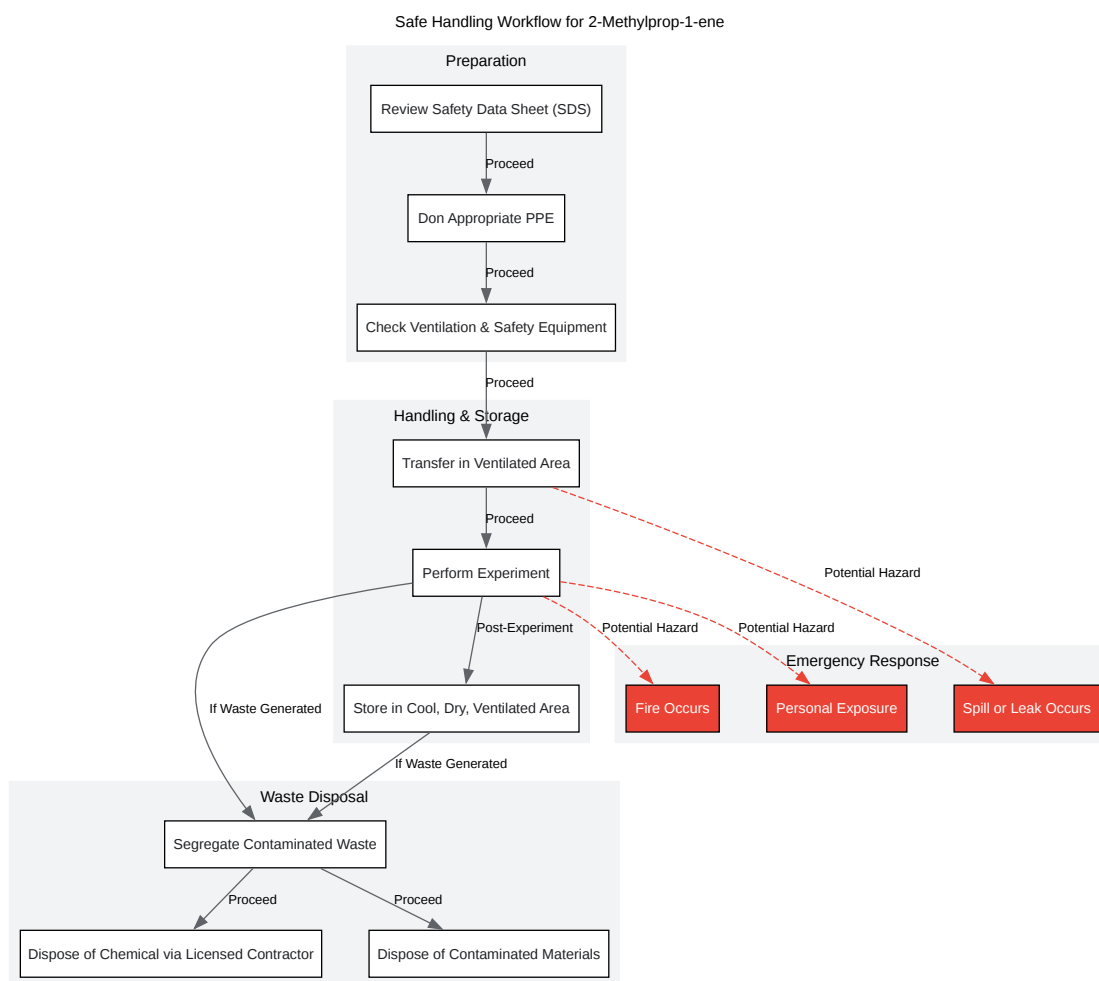 Safe Handling Workflow for 2-Methylprop-1-ene
Preparation
Review Safety Data Sheet (SDS)
Proceed
Don Appropriate PPE
Proceed
Check Ventilation & Safety Equipment
Proceed
Handling & Storage
Transfer in Ventilated Area
Proceed
Potential Hazard
Perform Experiment
Post-Experiment
Potential Hazard
Potential Hazard
Emergency Response
If Waste Generated
Store in Cool, Dry, Ventilated Area
Fire Occurs
Personal Exposure
Spill or Leak Occurs
If Waste Generated
Waste Disposal
Segregate Contaminated Waste
Proceed
Proceed
Dispose of Chemical via Licensed Contractor
Dispose of Contaminated Materials